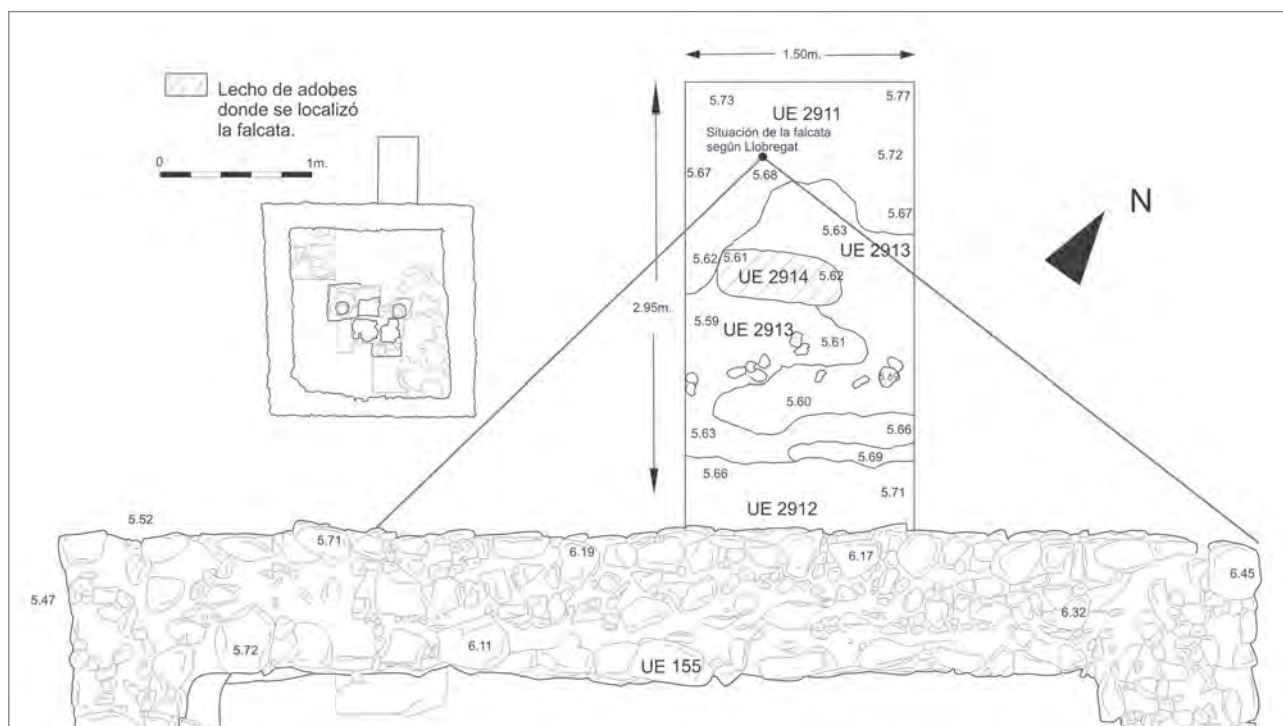 Lecho de adobes
donde se localizó
la falcata.
0 1m.
1.50m.
5.73
5.77
UE 2911
Situación de la falcata
según Llobregat
5.72
5.67
5.68
5.67
N
5.63
UE 2913
5.62
5.61
UE 2914
5.62
2.95m.
5.59
UE 2913
5.61
5.60
5.63
5.66
5.69
5.66
5.71
UE 2912
5.52
5.71
6.19
6.17
6.45
5.47
6.32
5.72
6.11
UE 155